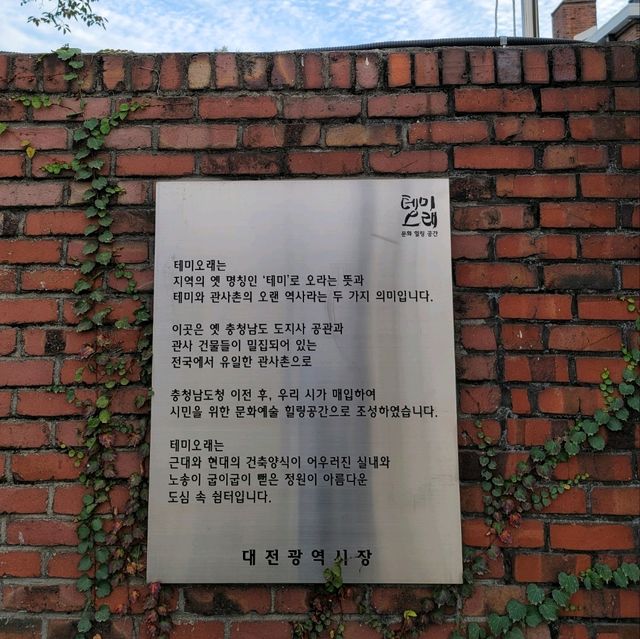 테미
오래
문화 힐링 공간
테미오래는
지역의 옛 명칭인 '테미'로 오라는 뜻과
테미와 관사촌의 오랜 역사라는 두 가지 의미입니다.
이곳은 옛 충청남도 도지사 공관과
관사 건물들이 밀집되어 있는
전국에서 유일한 관사촌으로
충청남도청 이전 후, 우리 시가 매입하여
시민을 위한 문화예술 힐링공간으로 조성하였습니다.
테미오래는
근대와 현대의 건축양식이 어우러진 실내와
노송이 굽이굽이 뻗은 정원이 아름다운
도심 속 쉼터입니다.
대전광역시장